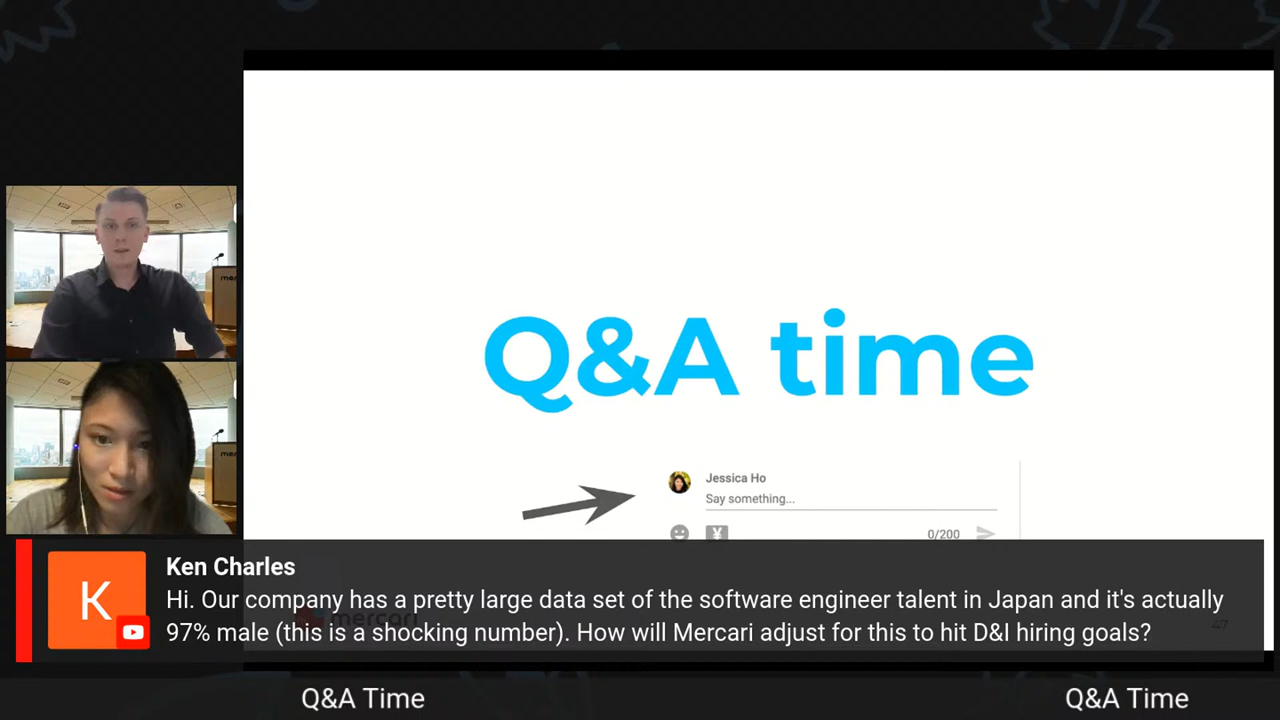 Q&A time
Jessica Ho
Say something...
0/200
K
Ken Charles
Hi. Our company has a pretty large data set of the software engineer talent in Japan and it's actually
97% male (this is a shocking number). How will Mercari adjust for this to hit D&I hiring goals?
mercari
47
Q&A Time
Q&A Time